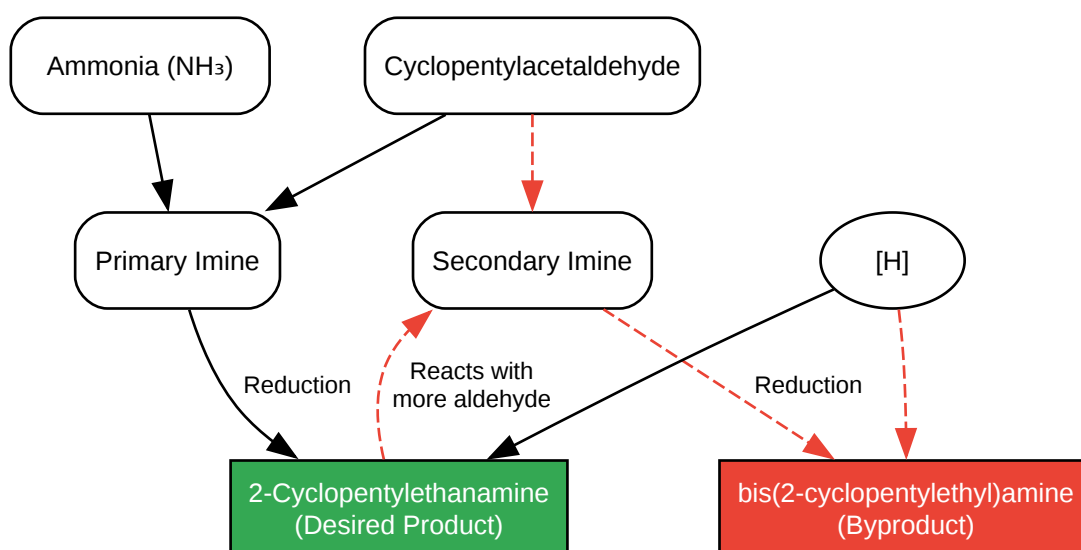 Ammonia (NH₃)
Cyclopentylacetaldehyde
Primary Imine
Secondary Imine
[H]
Reduction
Reacts with
more aldehyde
Reduction
2-Cyclopentylethanamine
(Desired Product)
bis(2-cyclopentylethyl)amine
(Byproduct)